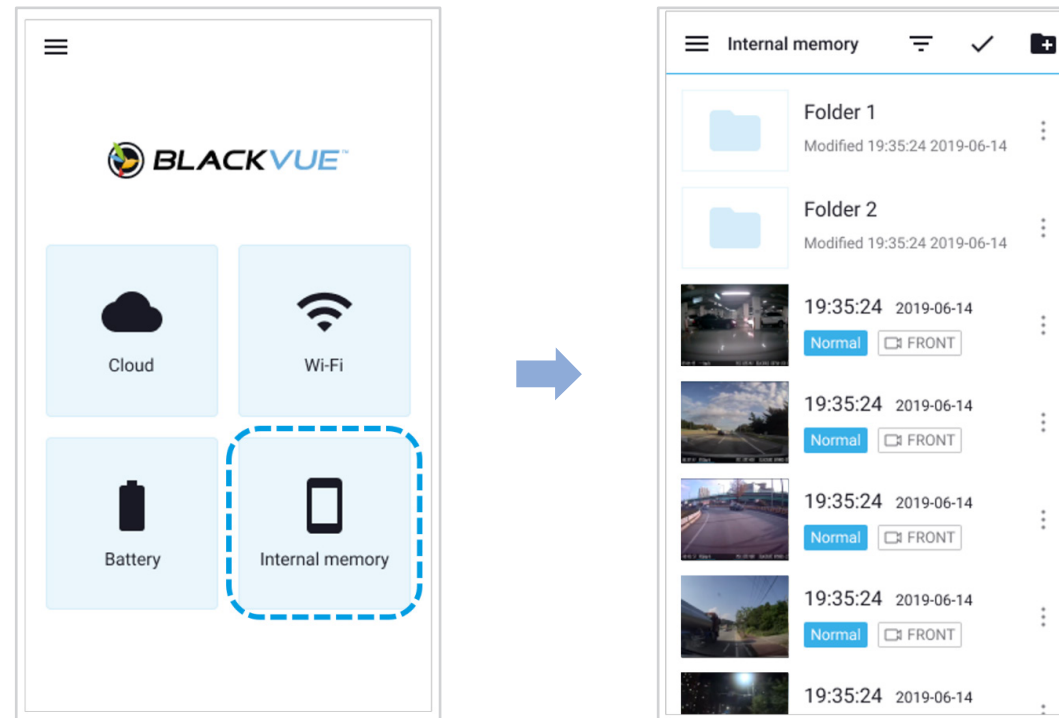 BLACKVUE™
Cloud
Wi-Fi
Battery
Internal memory
Internal memory
Folder 1
Modified 19:35:24 2019-06-14
Folder 2
Modified 19:35:24 2019-06-14
19:35:24 2019-06-14
Normal FRONT
19:35:24 2019-06-14
Normal FRONT
19:35:24 2019-06-14
Normal FRONT
19:35:24 2019-06-14
Normal FRONT
19:35:24 2019-06-14